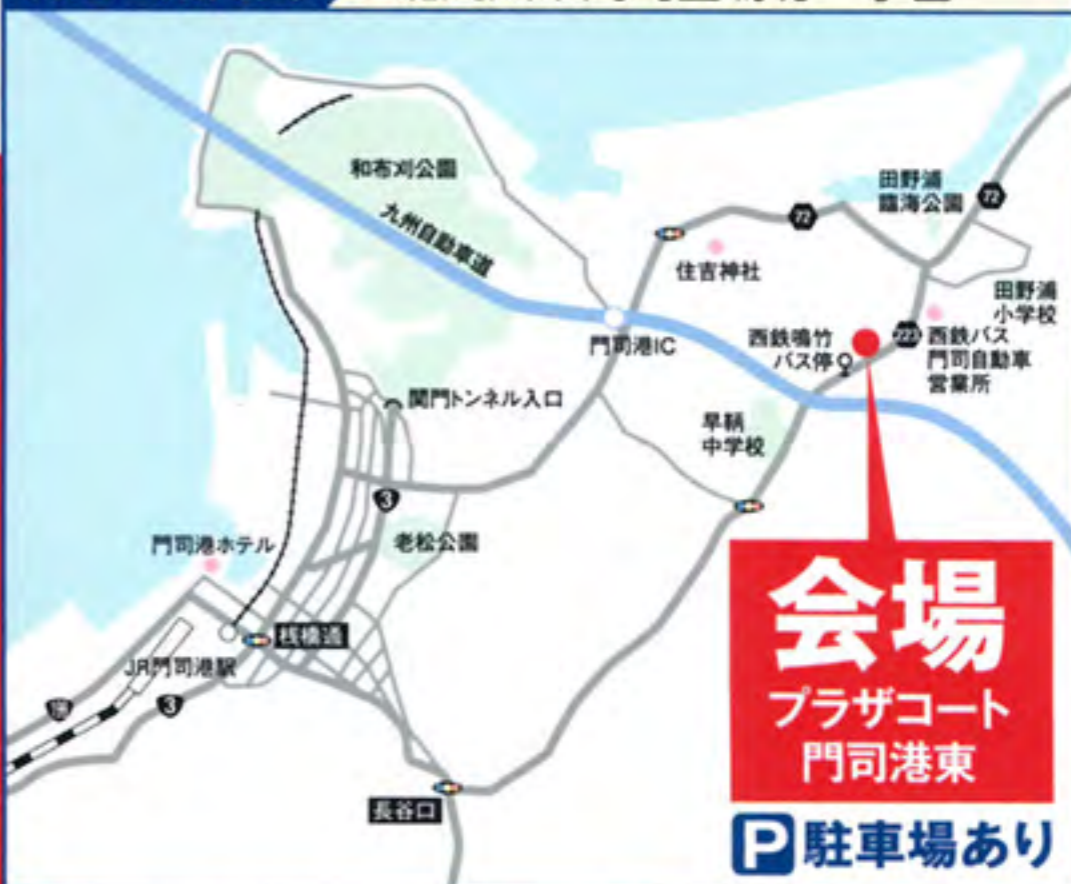 和布刈公園
九州自動車道
田野浦
臨海公園
72
72
住吉神社
田野浦
小学校
門司港IC
西鉄鳴竹
バス停
223
西鉄バス
門司自動車
営業所
関門トンネル入口
早鞆
中学校
3
老松公園
門司港ホテル
桟橋通
JR門司港駅
3
長谷口
会場
プラザコート
門司港東
P駐車場あり